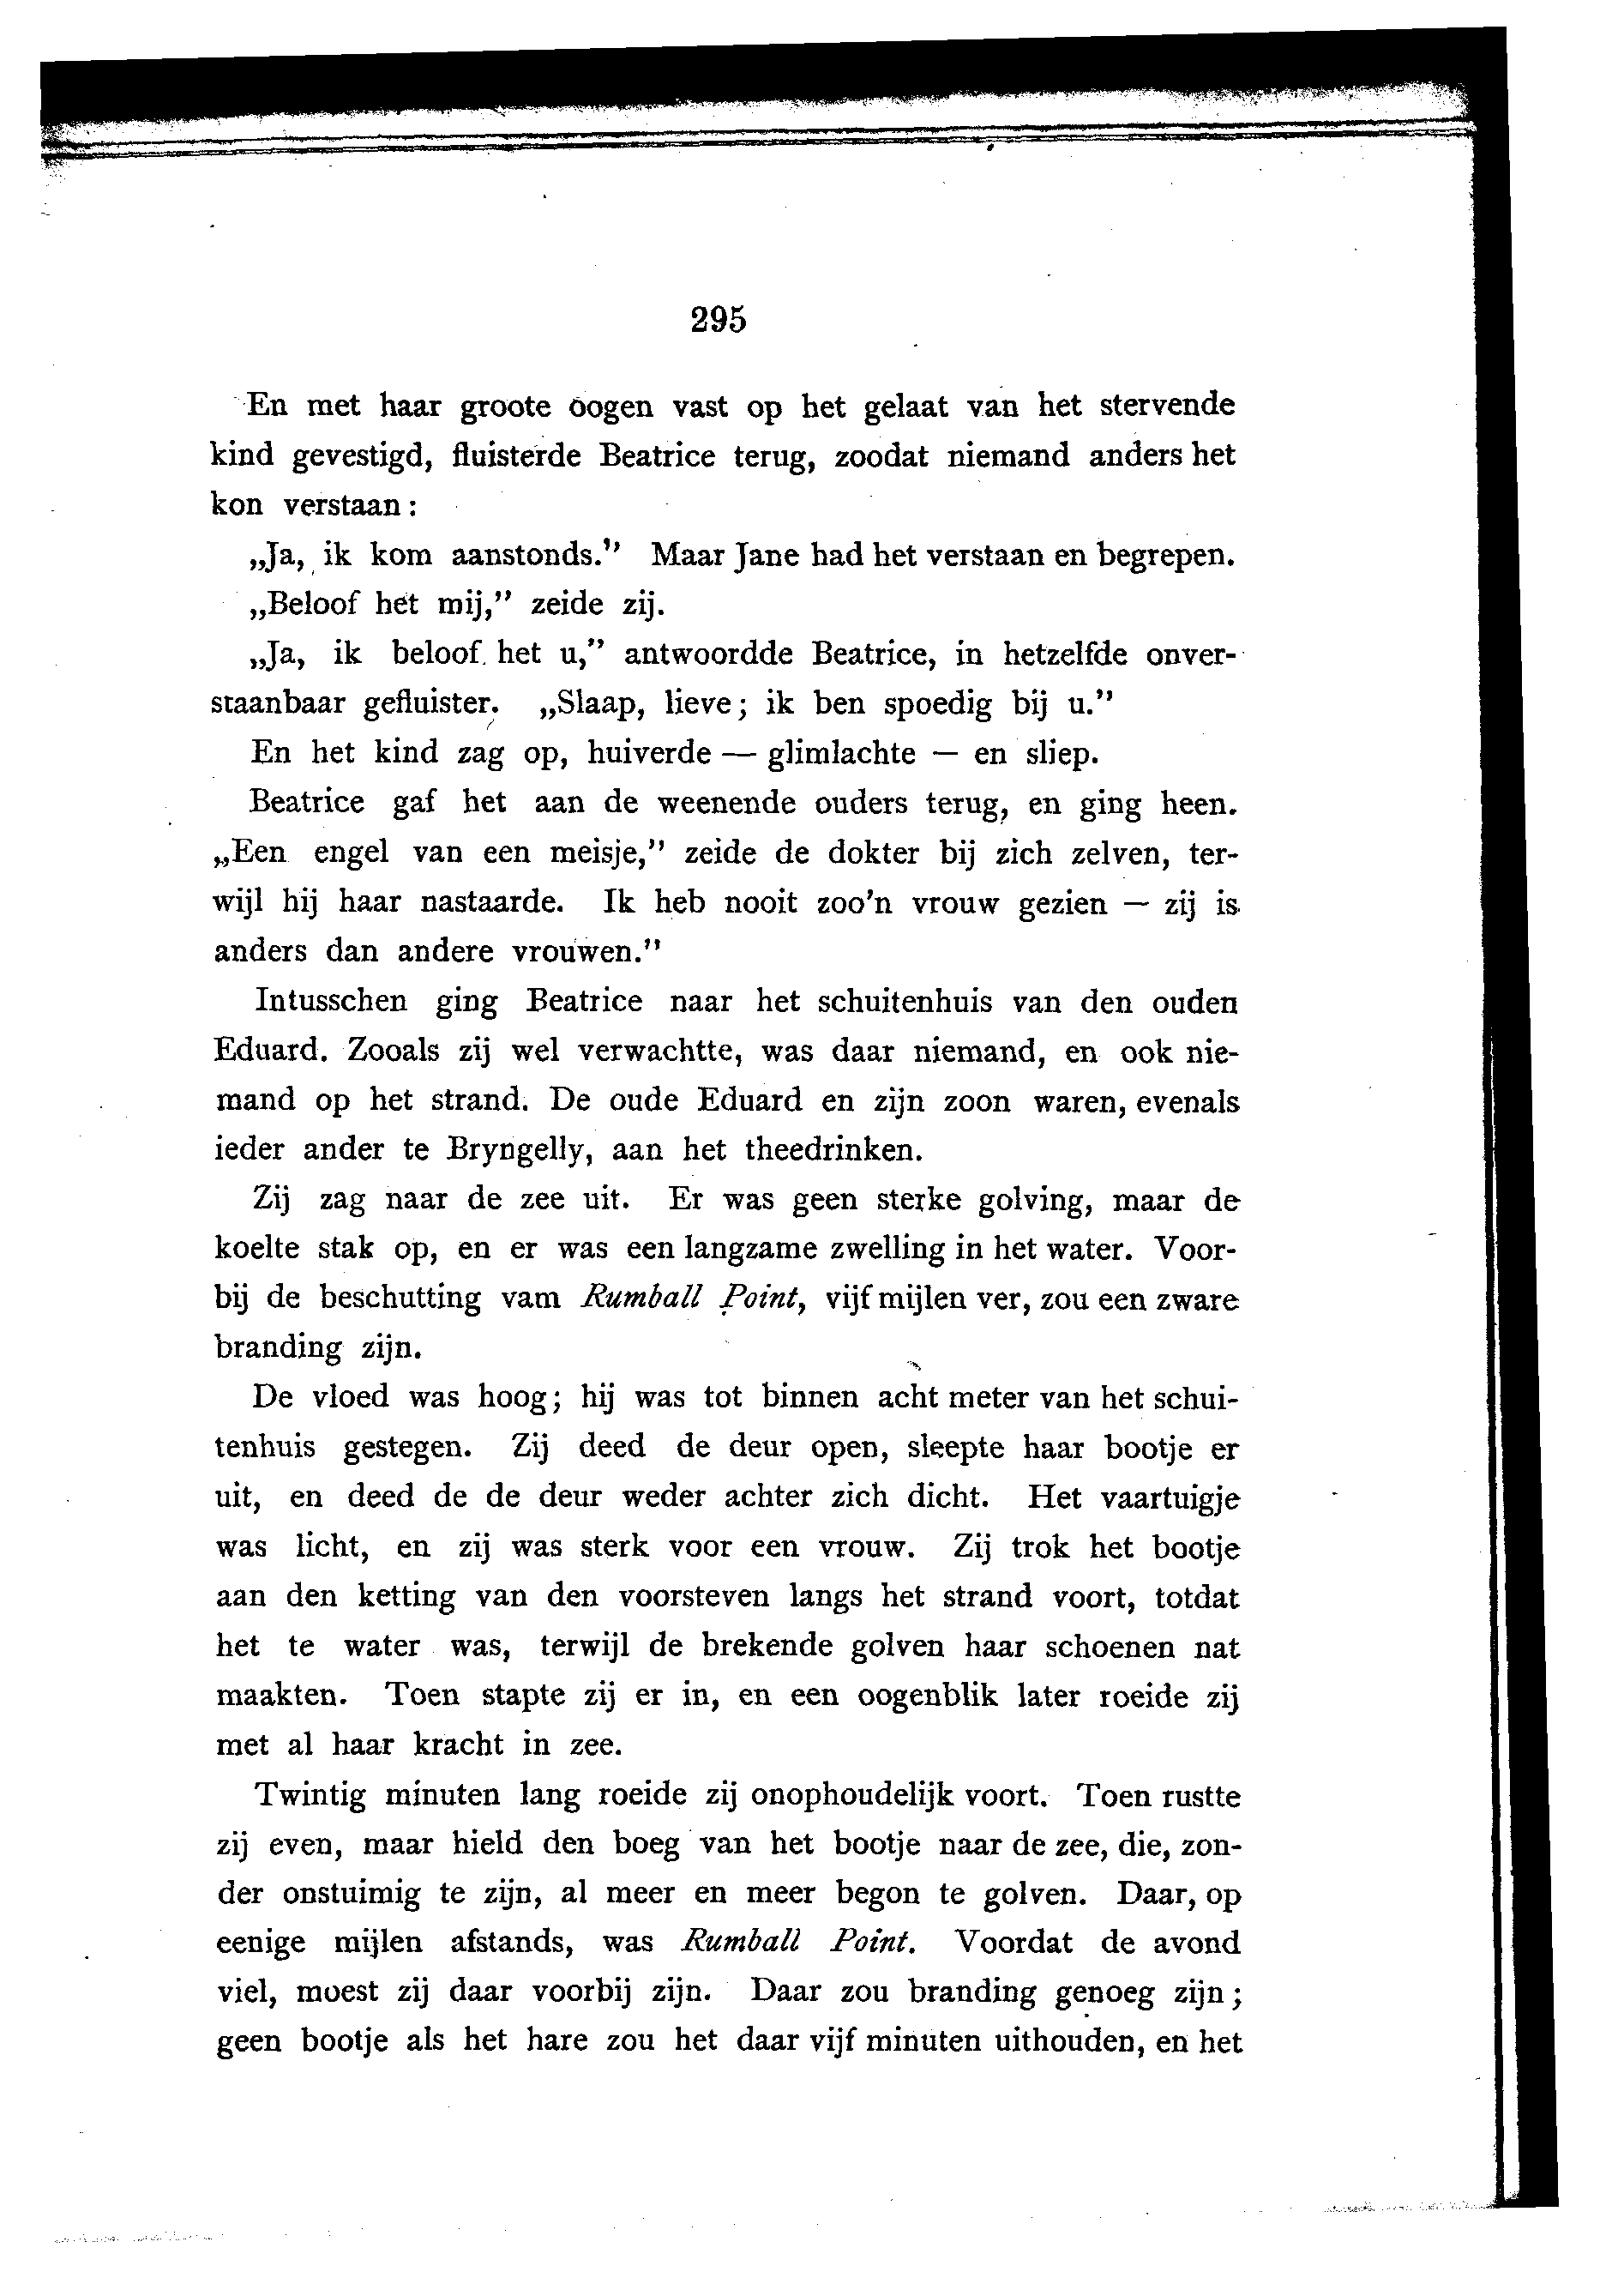 295
En met haar groote oogen vast op het gelaat van het stervende
kind gevestigd, fluisterde Beatrice terug, zoodat niemand anders het
kon verstaan:
„Ja, ik kom aanstonds.” Maar Jane had het verstaan en begrepen.
„Beloof het mij,” zeide zij.
„Ja, ik beloof het u,” antwoordde Beatrice, in hetzelfde onver-
staanbaar gefluister. „Slaap, lieve; ik ben spoedig bij u.”
En het kind zag op, huiverde — glimlachte — en sliep.
Beatrice gaf het aan de weenende ouders terug, en ging heen.
„Een engel van een meisje,” zeide de dokter bij zich zelven, ter-
wijl hij haar nastaarde. Ik heb nooit zoo'n vrouw gezien — zij is
anders dan andere vrouwen.”
Intusschen ging Beatrice naar het schuitenhuis van den ouden
Eduard. Zooals zij wel verwachtte, was daar niemand, en ook nie-
mand op het strand. De oude Eduard en zijn zoon waren, evenals
ieder ander te Bryngelly, aan het theedrinken.
Zij zag naar de zee uit. Er was geen sterke golving, maar de
koelte stak op, en er was een langzame zwelling in het water. Voor-
bij de beschutting vam Rumball Point, vijf mijlen ver, zou een zware
branding zijn.
De vloed was hoog; hij was tot binnen acht meter van het schui-
tenhuis gestegen. Zij deed de deur open, sleepte haar bootje er
uit, en deed de de deur weder achter zich dicht. Het vaartuigje
was licht, en zij was sterk voor een vrouw. Zij trok het bootje
aan den ketting van den voorsteven langs het strand voort, totdat
het te water was, terwijl de brekende golven haar schoenen nat
maakten. Toen stapte zij er in, en een oogenblik later roeide zij
met al haar kracht in zee.
Twintig minuten lang roeide zij onophoudelijk voort. Toen rustte
zij even, maar hield den boeg van het bootje naar de zee, die, zon-
der onstuimig te zijn, al meer en meer begon te golven. Daar, op
eenige mijlen afstands, was Rumball Point. Voordat de avond
viel, moest zij daar voorbij zijn. Daar zou branding genoeg zijn;
geen bootje als het hare zou het daar vijf minuten uithouden, en het